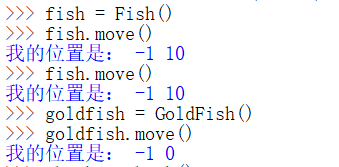 >>> fish = Fish()
>>> fish.move()
我的位置是： -1 10
>>> fish.move()
我的位置是： -1 10
>>> goldfish = GoldFish()
>>> goldfish.move()
我的位置是： -1 0